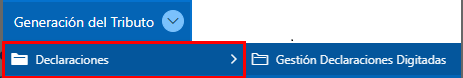 Generación del Tributo
Declaraciones
Gestión Declaraciones Digitadas